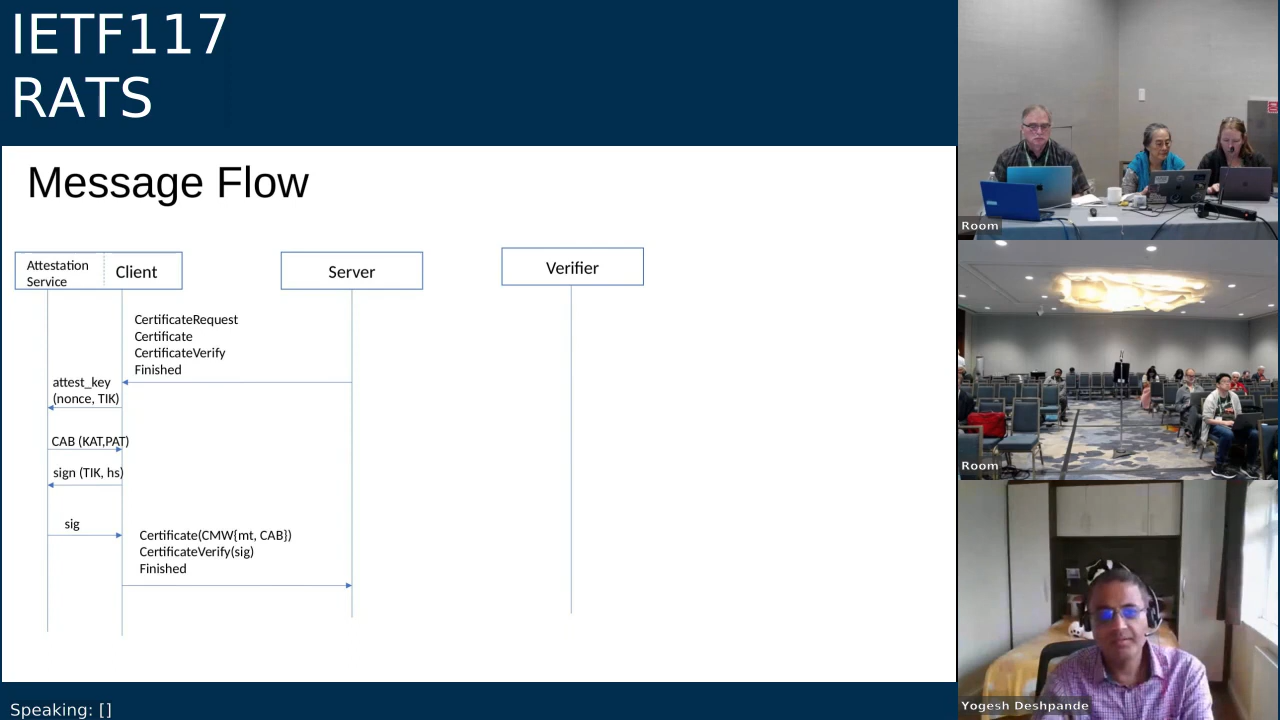 IETF117
RATS
Message Flow
Attestation
Service
Client
Server
Verifier
CertificateRequest
Certificate
CertificateVerify
Finished
attest_key
(nonce, TIK)
CAB (KAT,PAT)
sign (TIK, hs)
sig
Certificate(CMW{mt, CAB})
CertificateVerify(sig)
Finished
Speaking: []
Room
Room
Yogesh Deshpande